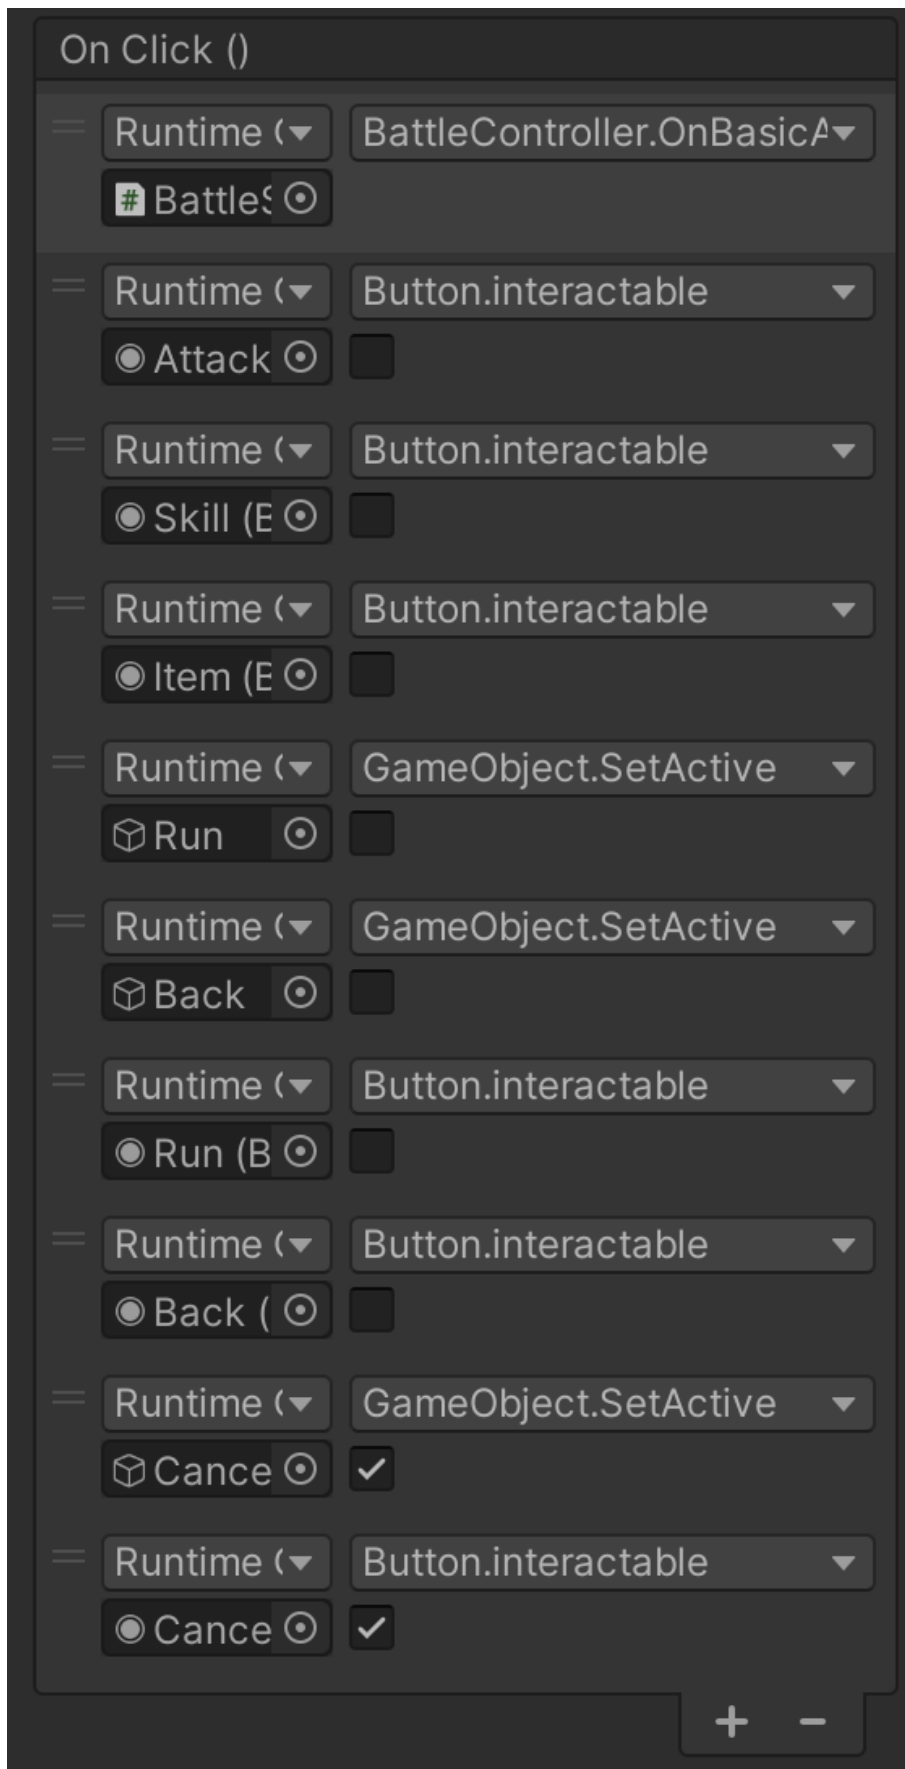 On Click ()
Runtime ( BattleController.OnBasicA
# BattleS
Runtime ( Button.interactable
Attack
Runtime ( Button.interactable
Skill (B
Runtime ( Button.interactable
Item (B
Runtime ( GameObject.SetActive
Run
Runtime ( GameObject.SetActive
Back
Runtime ( Button.interactable
Run (B
Runtime ( Button.interactable
Back (
Runtime ( GameObject.SetActive
Cance
Runtime ( Button.interactable
Cance
+ -